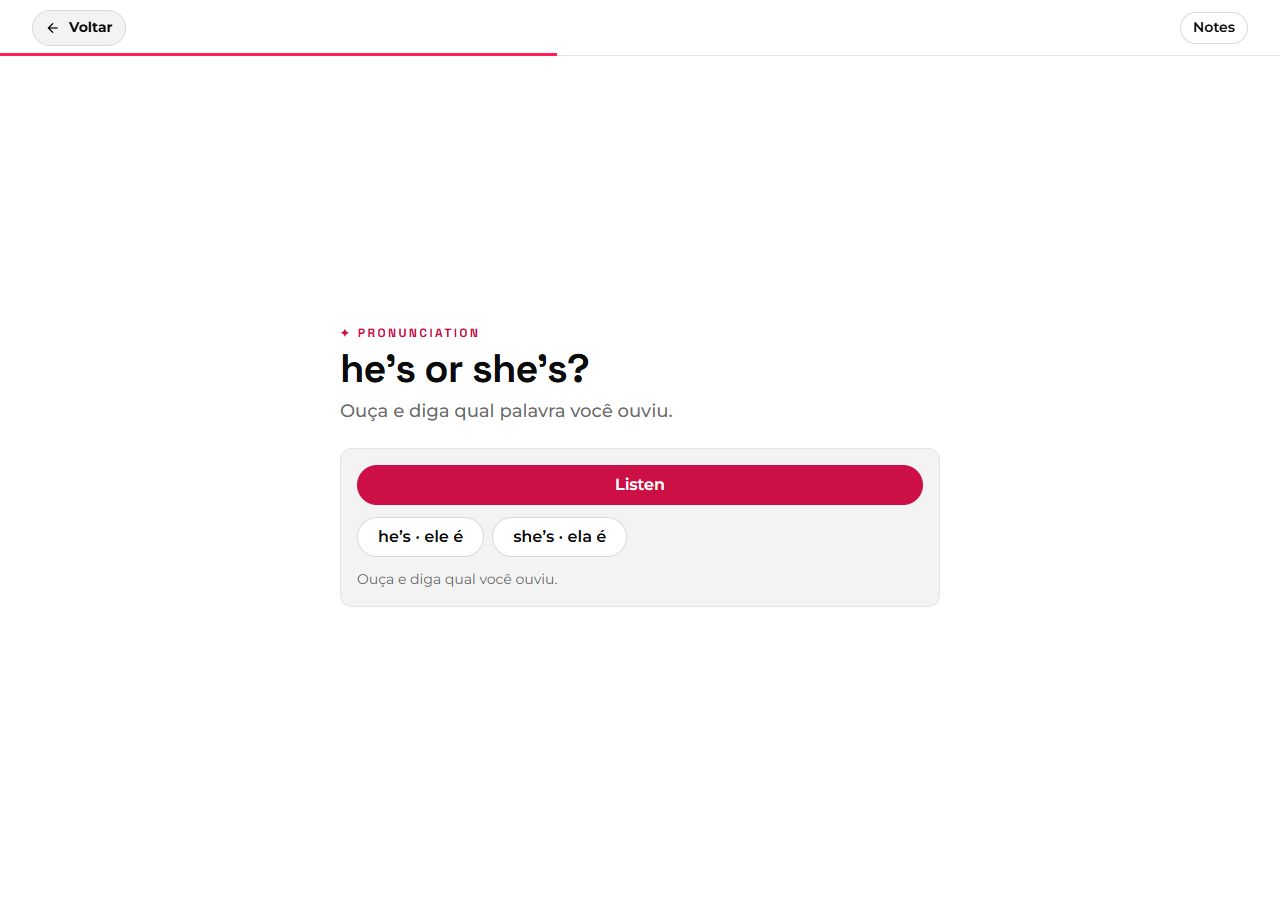 ← Voltar
Notes
✦ PRONUNCIATION
he’s or she’s?
Ouça e diga qual palavra você ouviu.
Listen
he’s · ele é
she’s · ela é
Ouça e diga qual você ouviu.